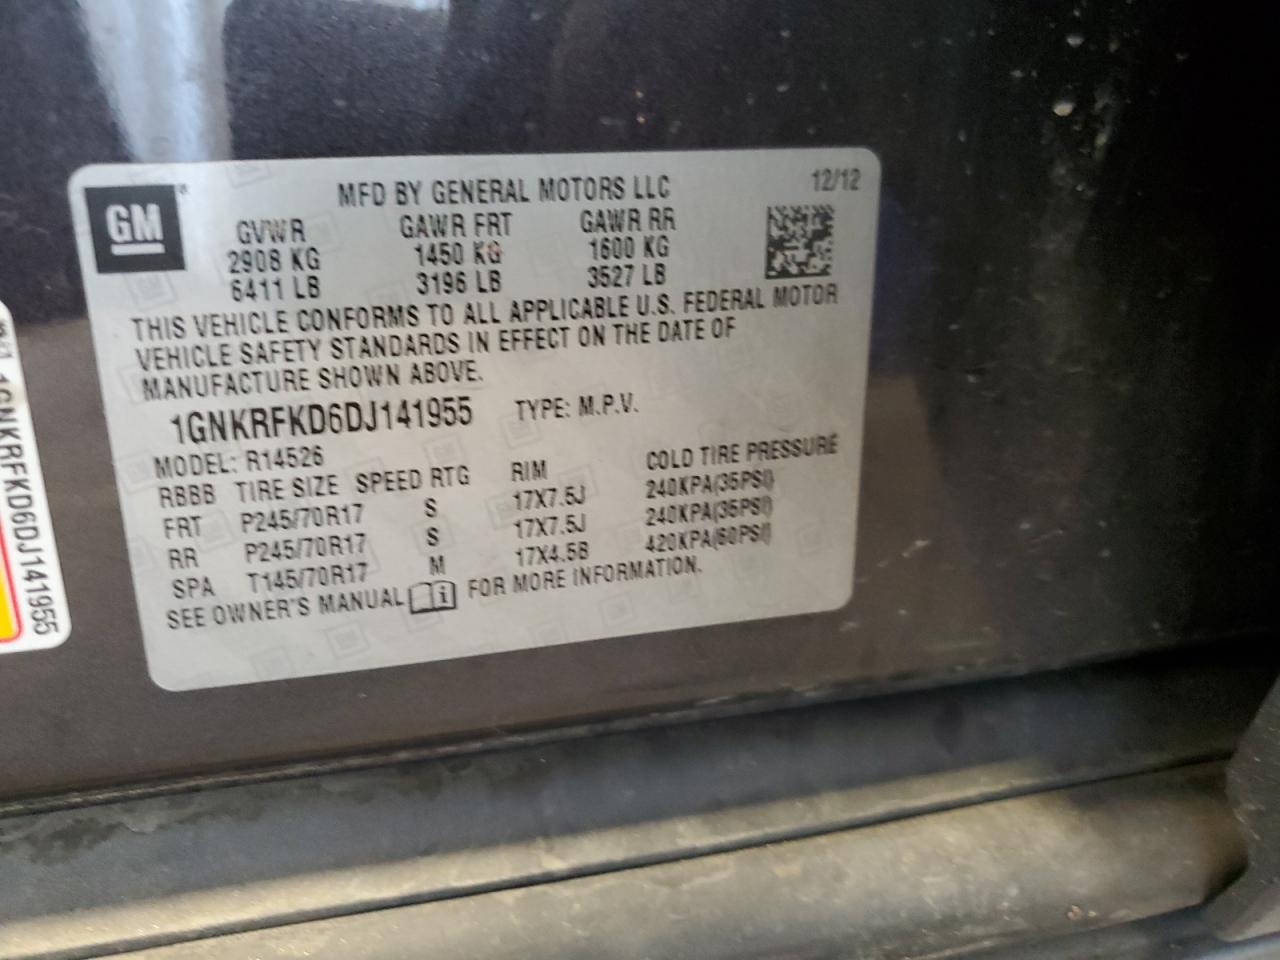 GM
MFD BY GENERAL MOTORS LLC 12/12
GVWR GAWR FRT GAWR RR
2908 KG 1450 KG 1600 KG
6411 LB 3196 LB 3527 LB
THIS VEHICLE CONFORMS TO ALL APPLICABLE U.S. FEDERAL MOTOR
VEHICLE SAFETY STANDARDS IN EFFECT ON THE DATE OF
MANUFACTURE SHOWN ABOVE.
1GNKRFKD6DJ141955 TYPE: M.P.V.
MODEL: R14526
RBBB TIRE SIZE SPEED RTG RIM COLD TIRE PRESSURE
FRT P245/70R17 S 17X7.5J 240KPA(35PSI)
RR P245/70R17 S 17X7.5J 240KPA(35PSI)
SPA T145/70R17 M 17X4.5B 420KPA(60PSI)
SEE OWNER'S MANUAL i FOR MORE INFORMATION.
1GNKRFKD6DJ141955